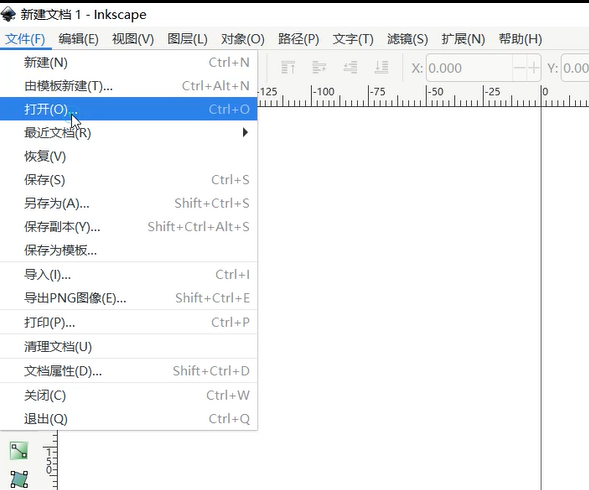 新建文档 1 - Inkscape
文件(F) 编辑(E) 视图(V) 图层(L) 对象(O) 路径(P) 文字(T) 滤镜(S) 扩展(N) 帮助(H)
X: 0.000 Y: 0.00
-125 -100 -75 -50 -25 0
新建(N) Ctrl+N
由模板新建(T)... Ctrl+Alt+N
打开(O)... Ctrl+O
最近文档(R)
恢复(V)
保存(S) Ctrl+S
另存为(A)... Shift+Ctrl+S
保存副本(Y)... Shift+Ctrl+Alt+S
保存为模板...
导入(I)... Ctrl+I
导出PNG图像(E)... Shift+Ctrl+E
打印(P)... Ctrl+P
清理文档(U)
文档属性(D)... Shift+Ctrl+D
关闭(C) Ctrl+W
退出(Q) Ctrl+Q
150